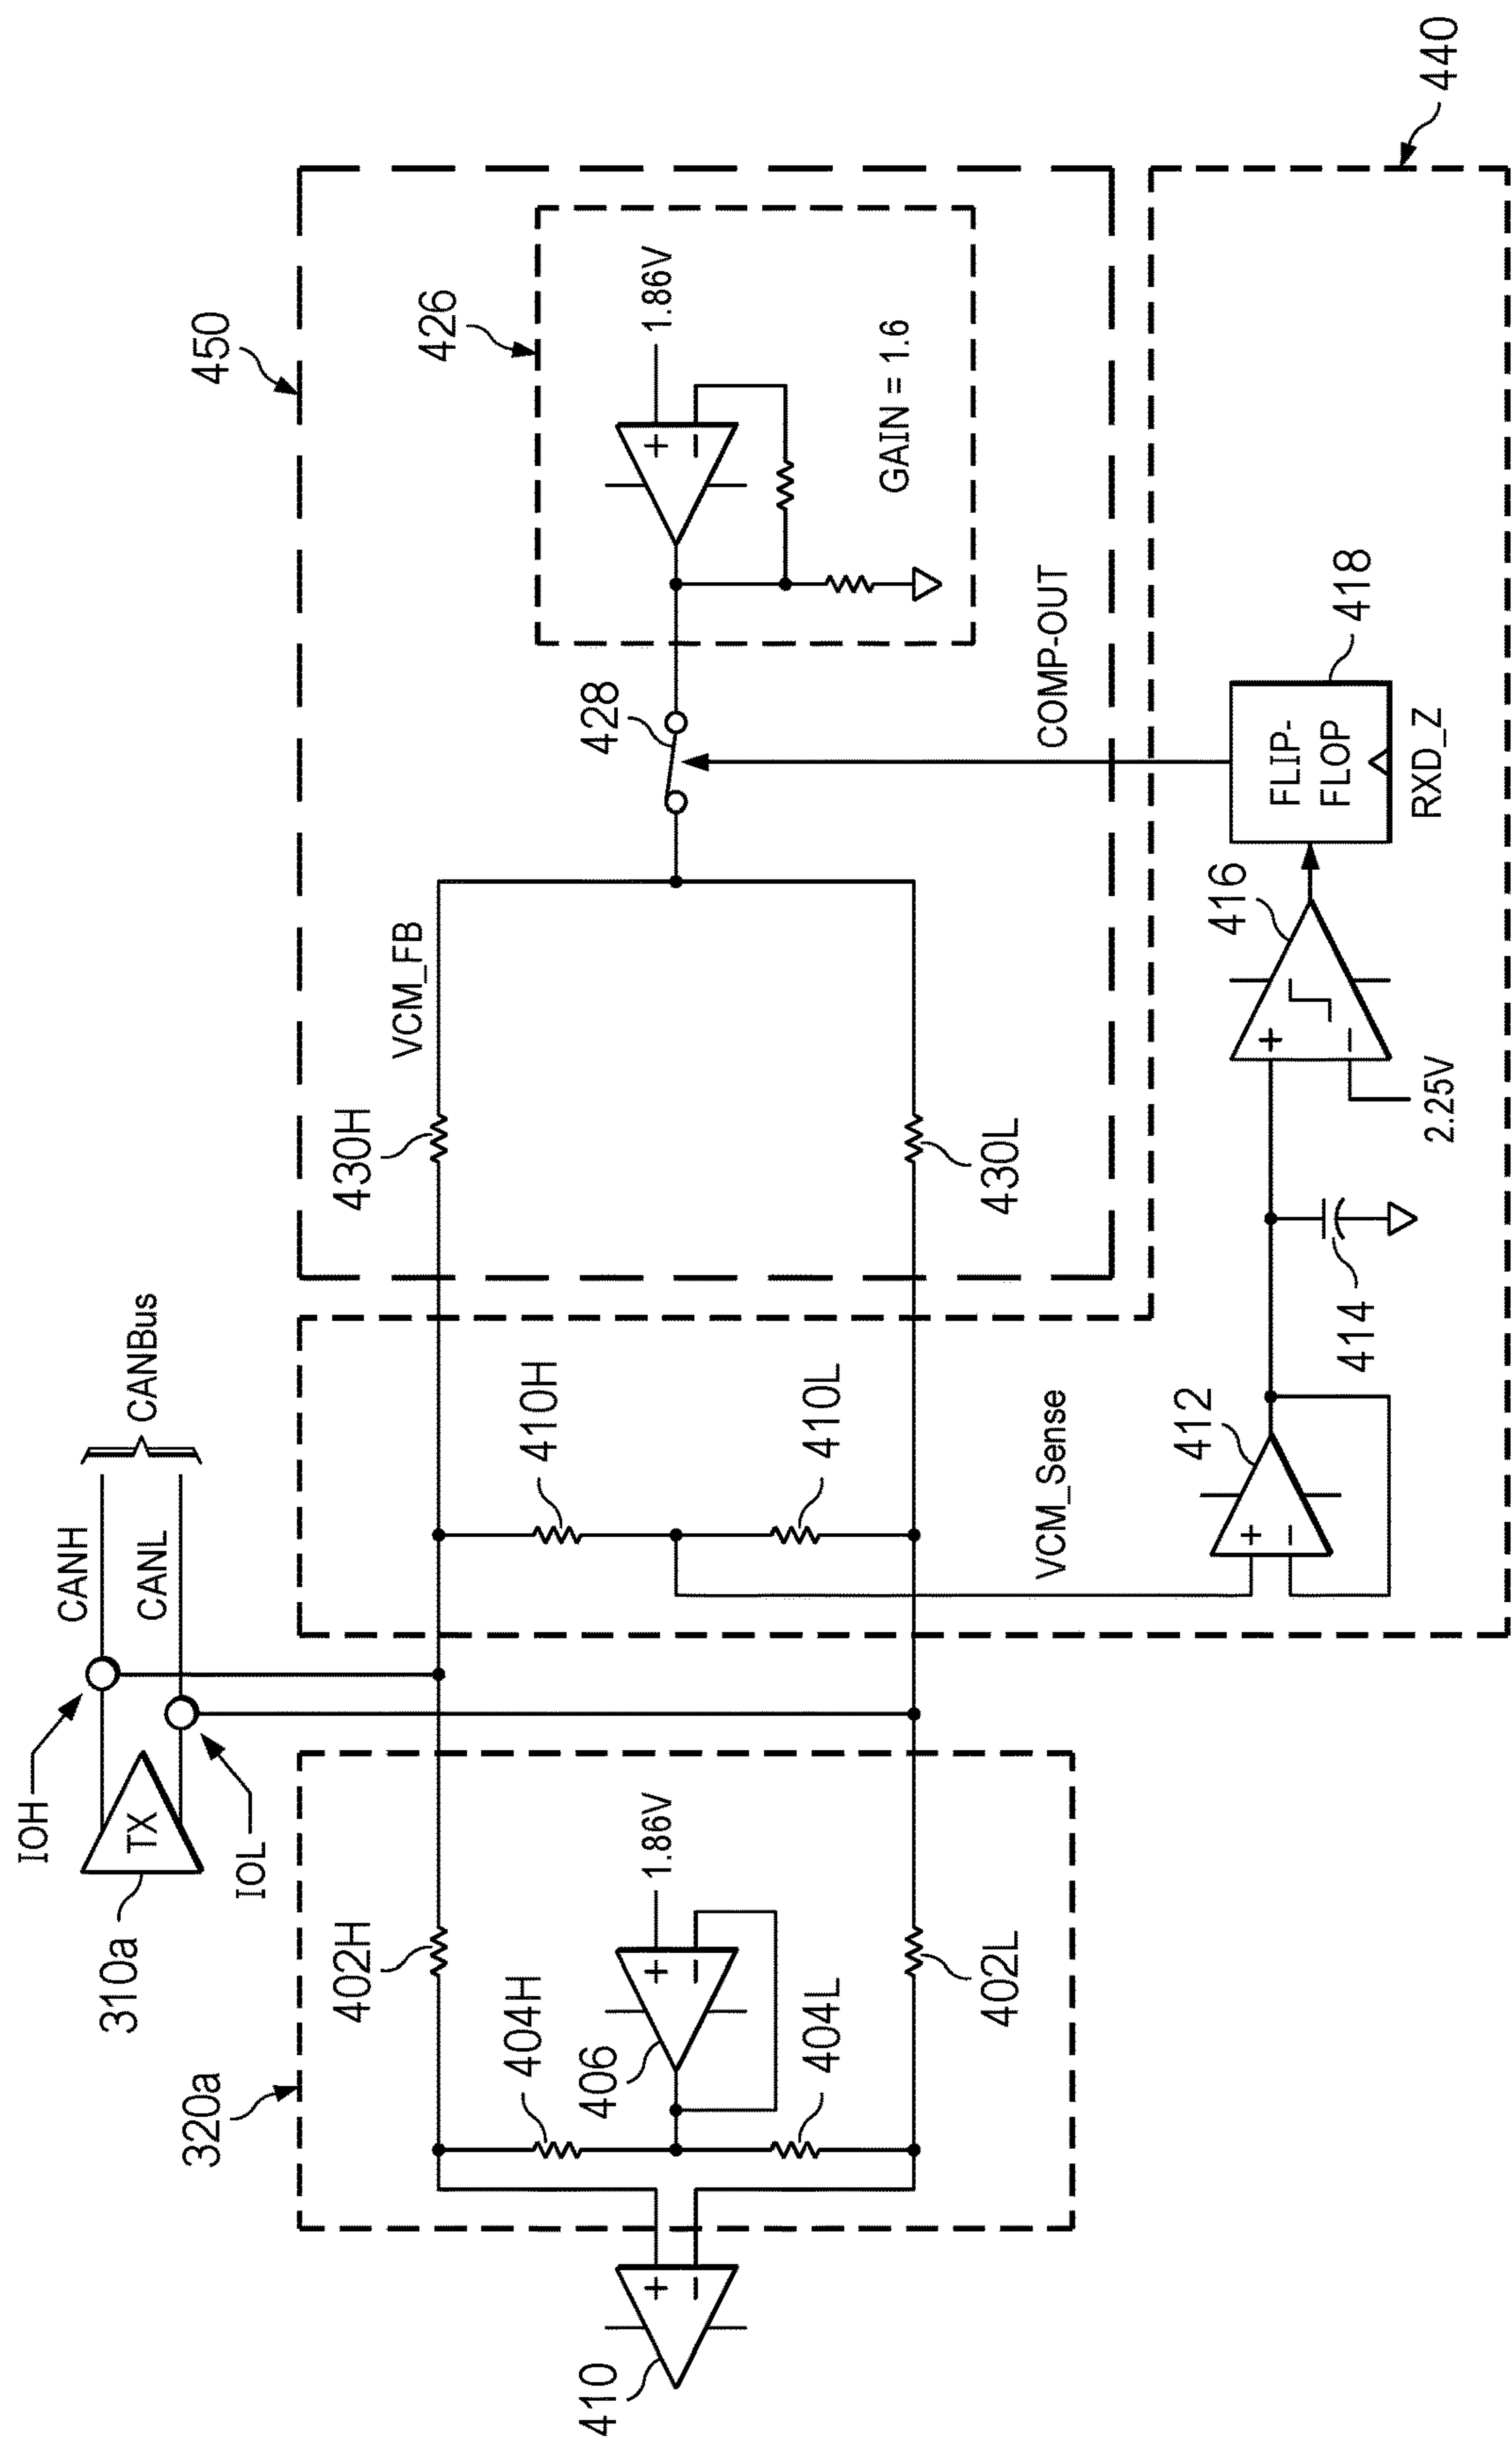 450
426
1.86V
GAIN = 1.6
428
COMP-OUT
VCM_FB
430H
430L
440
FLIP-
FLOP
418
RXD_Z
416
+
−
2.25V
414
412
+
−
VCM_Sense
410H
410L
CANBus
CANH
CANL
IOH
IOL
TX
310a
320a
402H
402L
404H
404L
406
1.86V
+
−
410
+
−
+
−